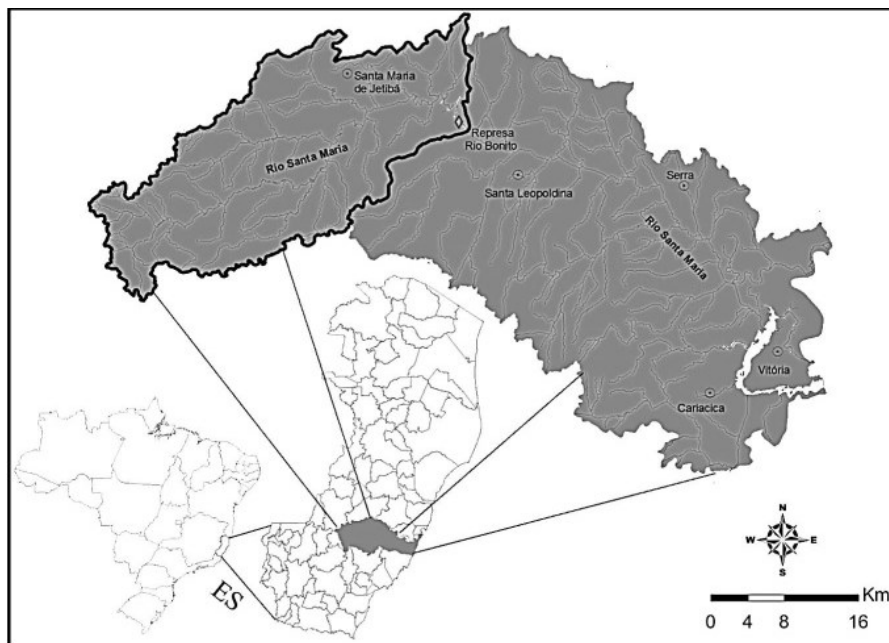 Santa Maria
de Jetibá
Represa
Rio Bonito
Rio Santa Maria
Santa Leopoldina
Serra
Rio Santa Maria
Vitória
Cariacica
ES
N
W E
S
Km
0 4 8 16